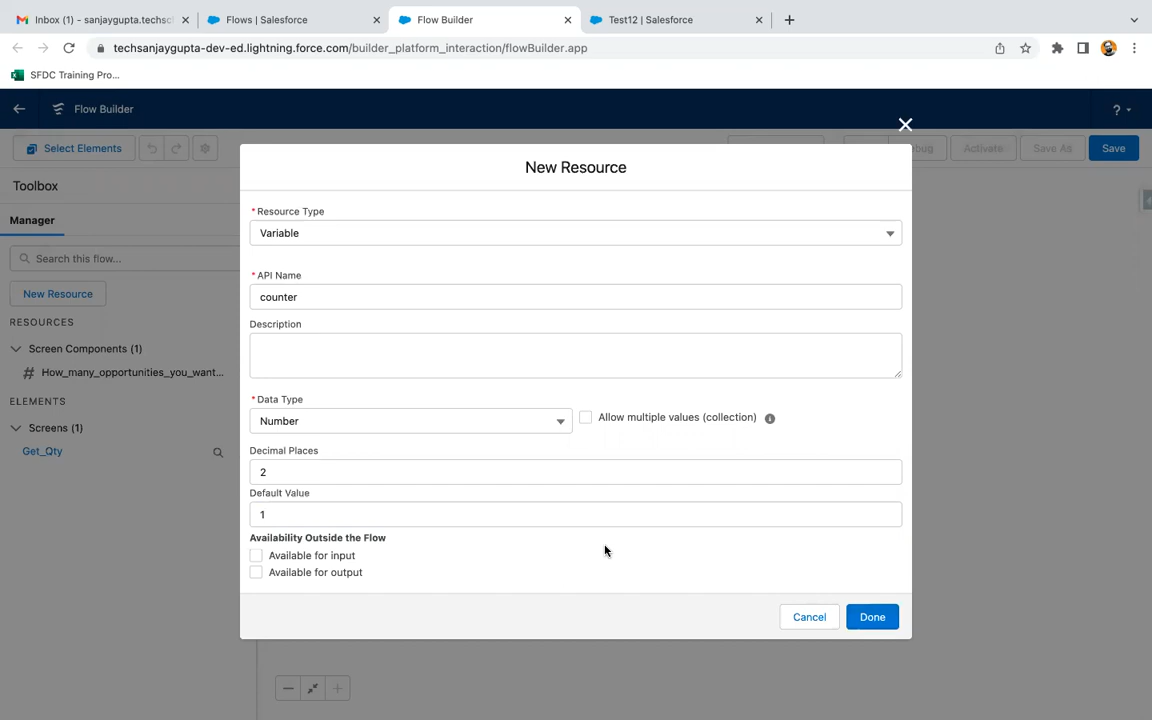 Inbox (1) - sanjaygupta.techsc
Flows | Salesforce
Flow Builder
Test12 | Salesforce
techsanjaygupta-dev-ed.lightning.force.com/builder_platform_interaction/flowBuilder.app
SFDC Training Pro...
Flow Builder
?
Select Elements
Activate
Save As
Save
Toolbox
Manager
Search this flow...
New Resource
RESOURCES
Screen Components (1)
How_many_opportunities_you_want...
ELEMENTS
Screens (1)
Get_Qty
New Resource
* Resource Type
Variable
* API Name
counter
Description
* Data Type
Number
Allow multiple values (collection)
Decimal Places
2
Default Value
1
Availability Outside the Flow
Available for input
Available for output
Cancel
Done